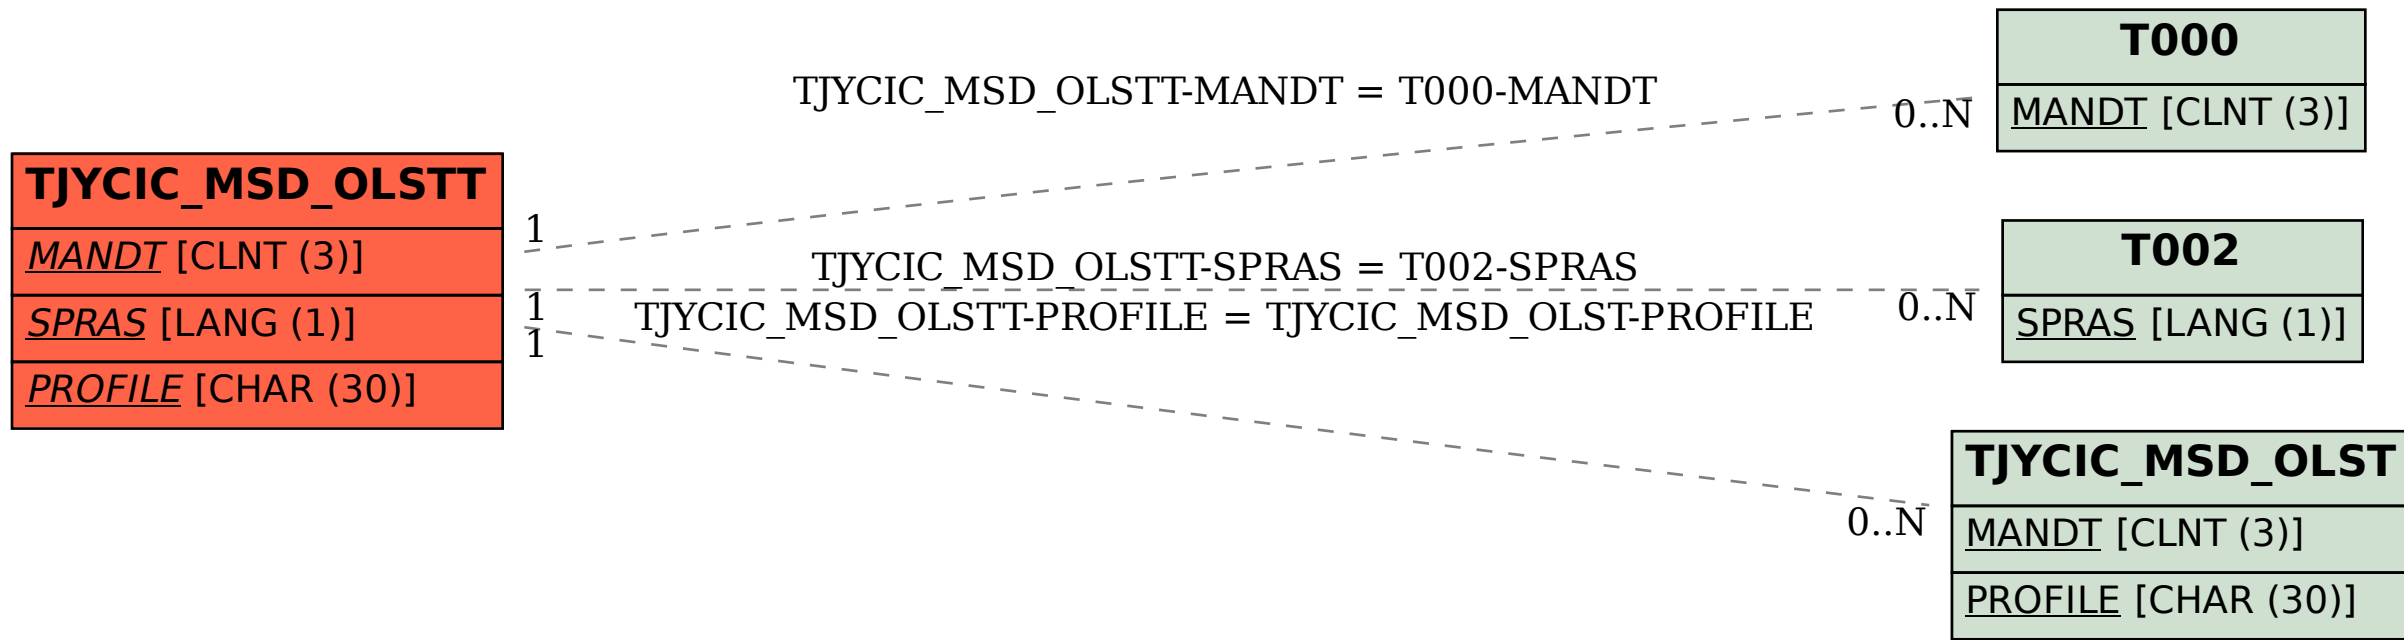 T000
MANDT [CLNT (3)]
TJYCIC_MSD_OLSTT-MANDT = T000-MANDT
0..N
TJYCIC_MSD_OLSTT
MANDT [CLNT (3)]
SPRAS [LANG (1)]
PROFILE [CHAR (30)]
1
TJYCIC_MSD_OLSTT-SPRAS = T002-SPRAS
1
0..N
T002
SPRAS [LANG (1)]
TJYCIC_MSD_OLSTT-PROFILE = TJYCIC_MSD_OLST-PROFILE
1
0..N
TJYCIC_MSD_OLST
MANDT [CLNT (3)]
PROFILE [CHAR (30)]